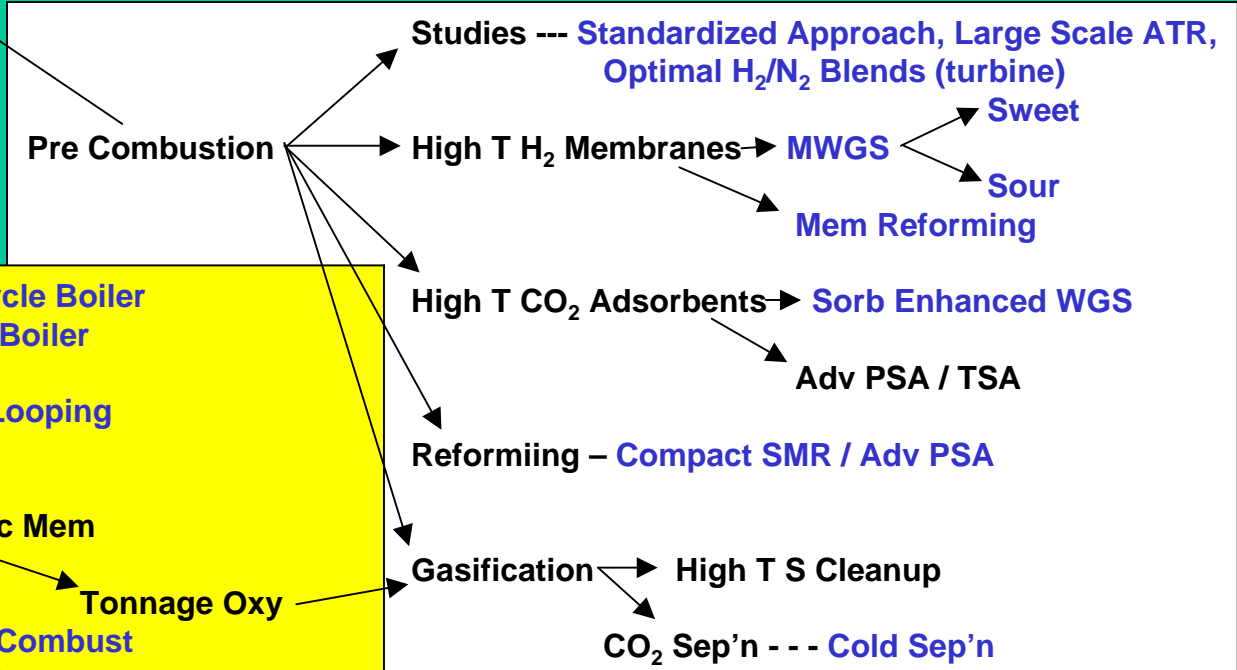 Studies --- Standardized Approach, Large Scale ATR,
Optimal H₂/N₂ Blends (turbine)
Sweet
Pre Combustion
High T H₂ Membranes
MWGS
Sour
Mem Reforming
High T CO₂ Adsorbents
Sorb Enhanced WGS
Adv PSA / TSA
Reformiing – Compact SMR / Adv PSA
Gasification
High T S Cleanup
CO₂ Sep'n - - - Cold Sep'n
cle Boiler
Boiler
Looping
c Mem
Tonnage Oxy
Combust